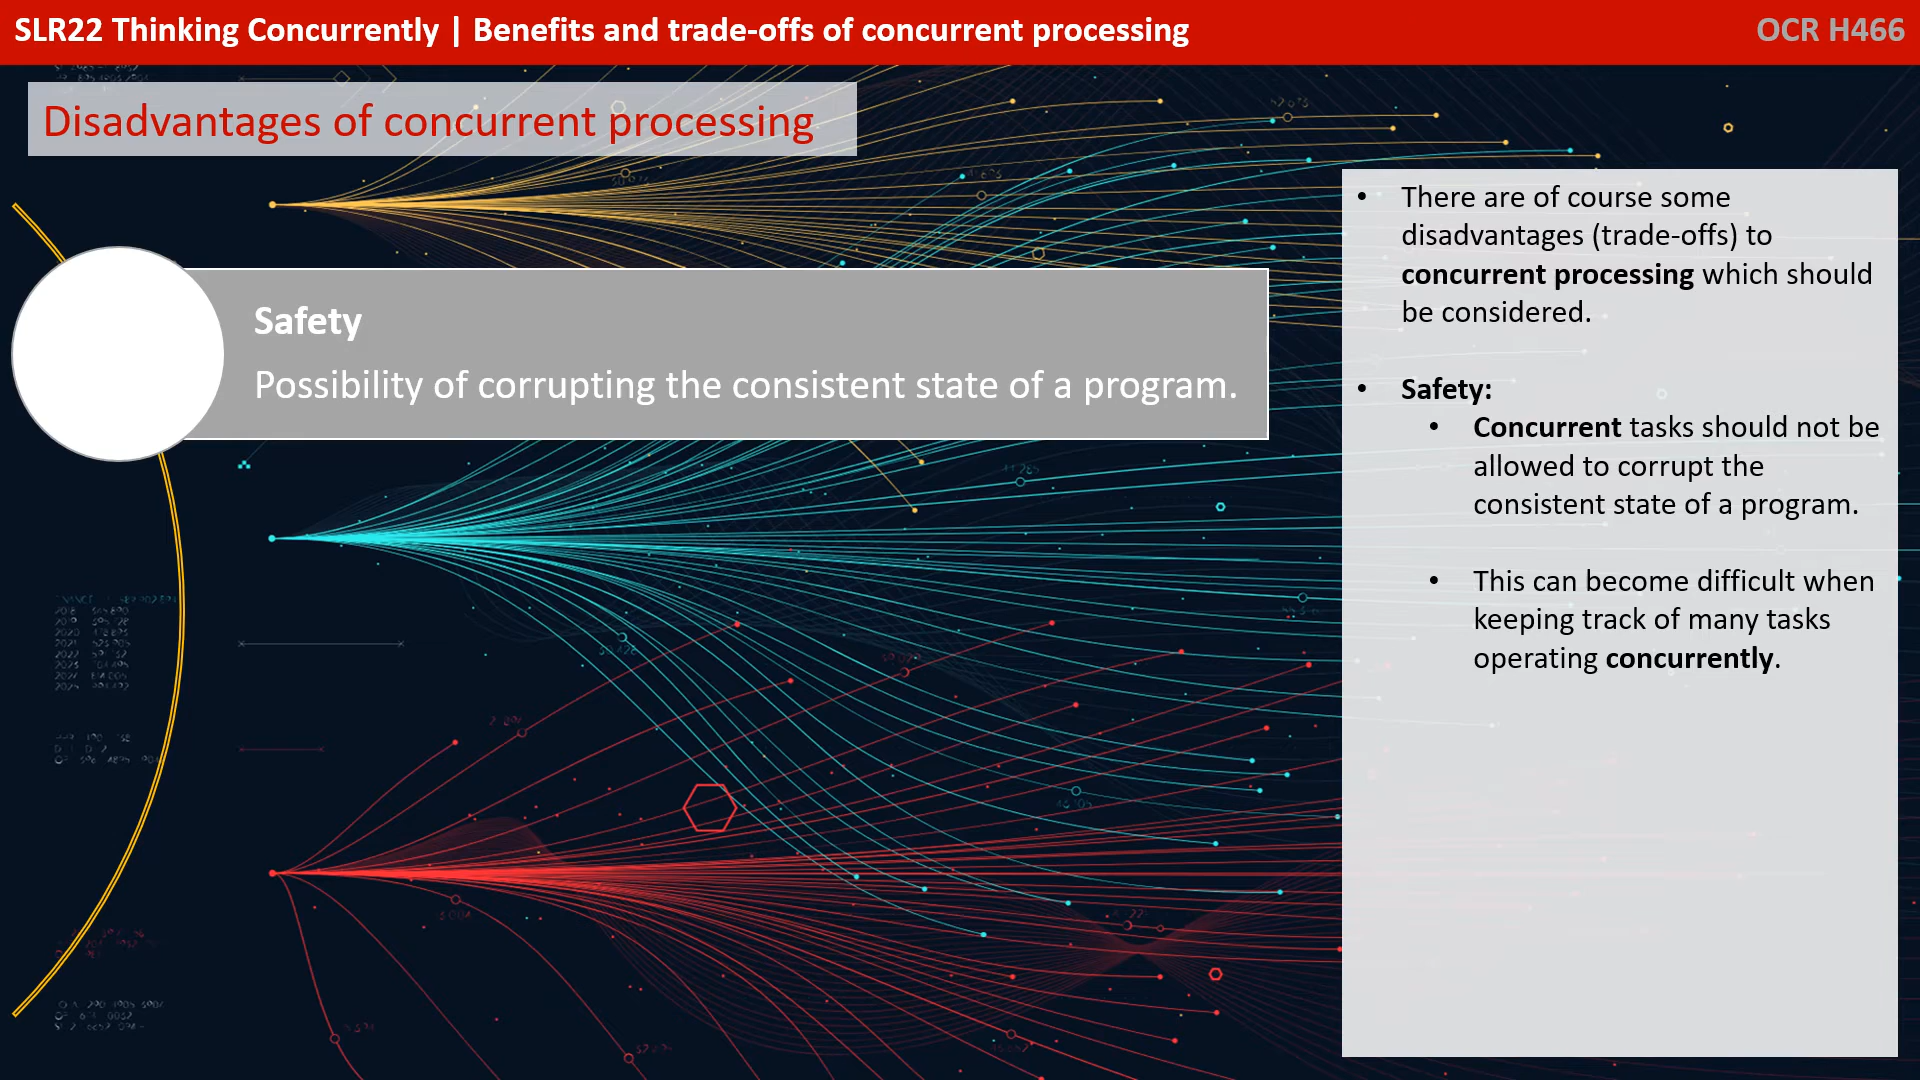 SLR22 Thinking Concurrently | Benefits and trade-offs of concurrent processing
OCR H466
Disadvantages of concurrent processing
Safety
Possibility of corrupting the consistent state of a program.
• There are of course some
disadvantages (trade-offs) to
concurrent processing which should
be considered.
• Safety:
• Concurrent tasks should not be
allowed to corrupt the
consistent state of a program.
• This can become difficult when
keeping track of many tasks
operating concurrently.